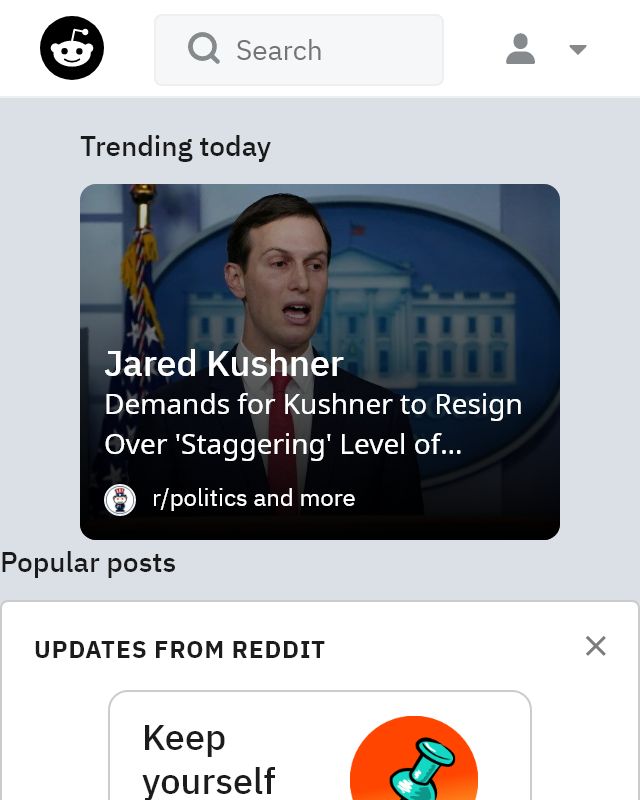 Search
Trending today
Jared Kushner
Demands for Kushner to Resign
Over 'Staggering' Level of...
r/politics and more
Popular posts
UPDATES FROM REDDIT
Keep
yourself